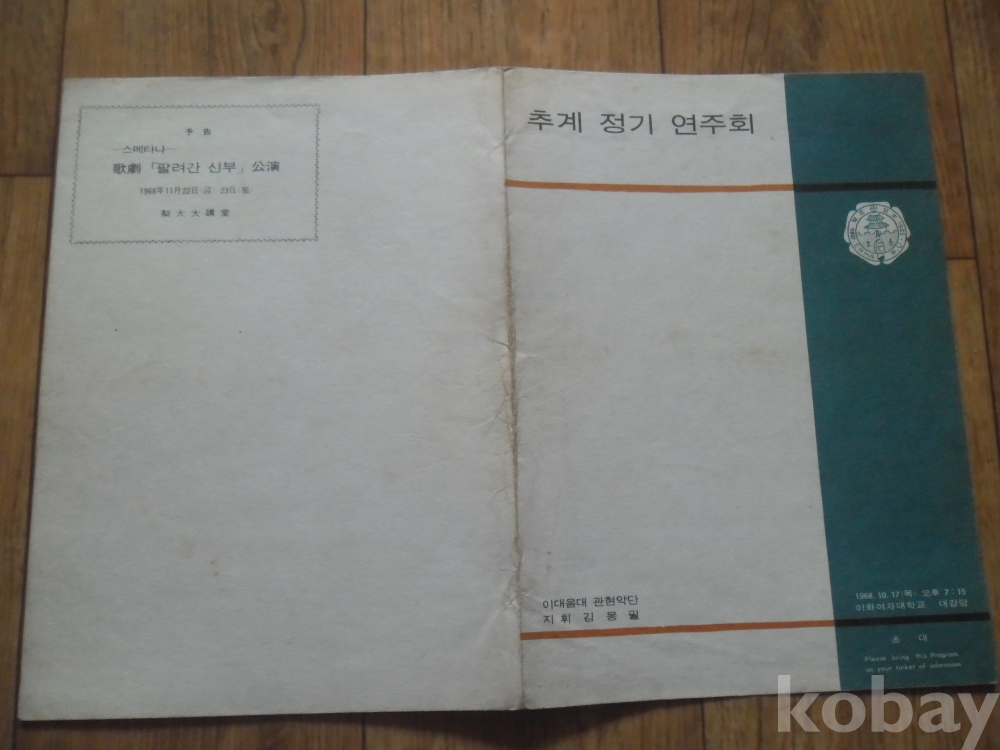 予告
—스메타나—
歌劇「팔려간 신부」公演
1968年11月22日(금) 23日(토)
梨大大講堂
추계 정기 연주회
이대음대 관현악단
지휘 김 몽 필
1968. 10. 17(목) 오후 7:15
이화여자대학교 대강당
초 대
Please bring this Program
as your ticket of admission
kobay